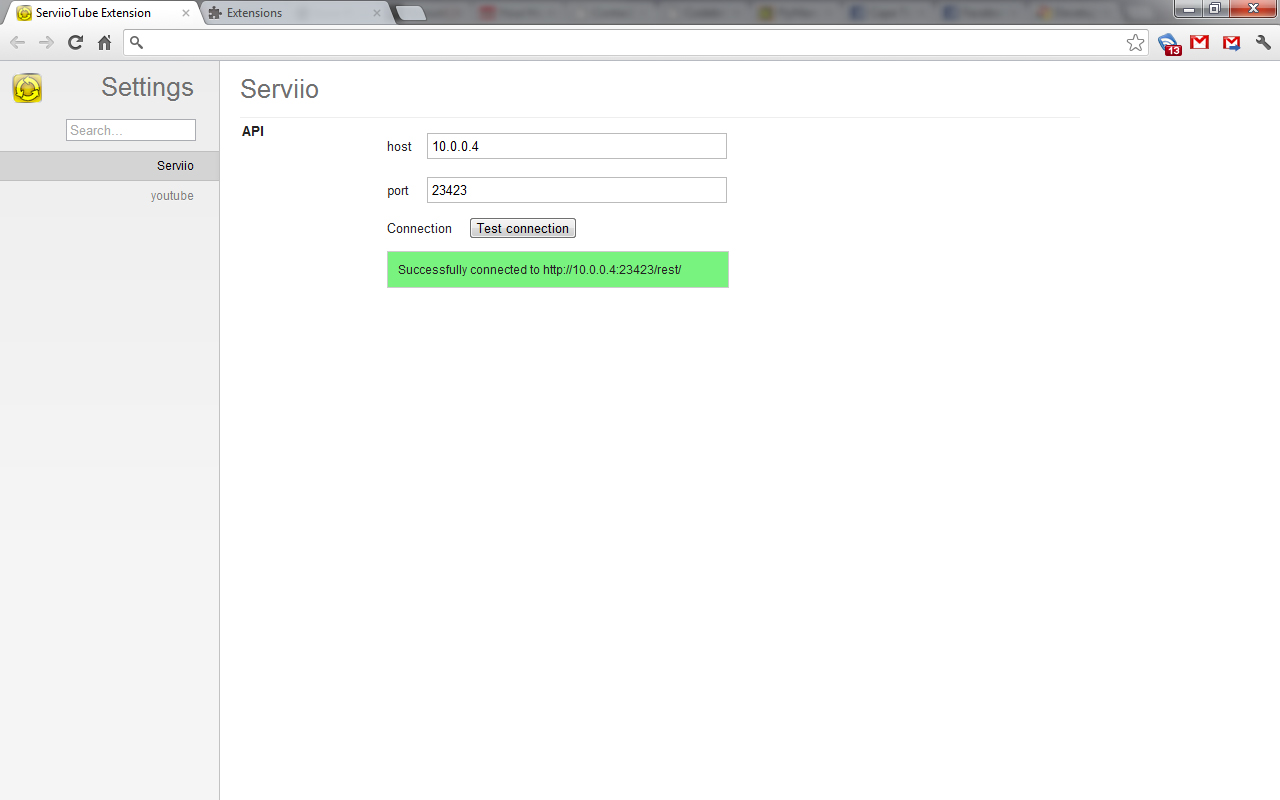 ServiioTube Extension
Extensions
13
Settings
Search...
Serviio
youtube
Serviio
API
host 10.0.0.4
port 23423
Connection Test connection
Successfully connected to http://10.0.0.4:23423/rest/